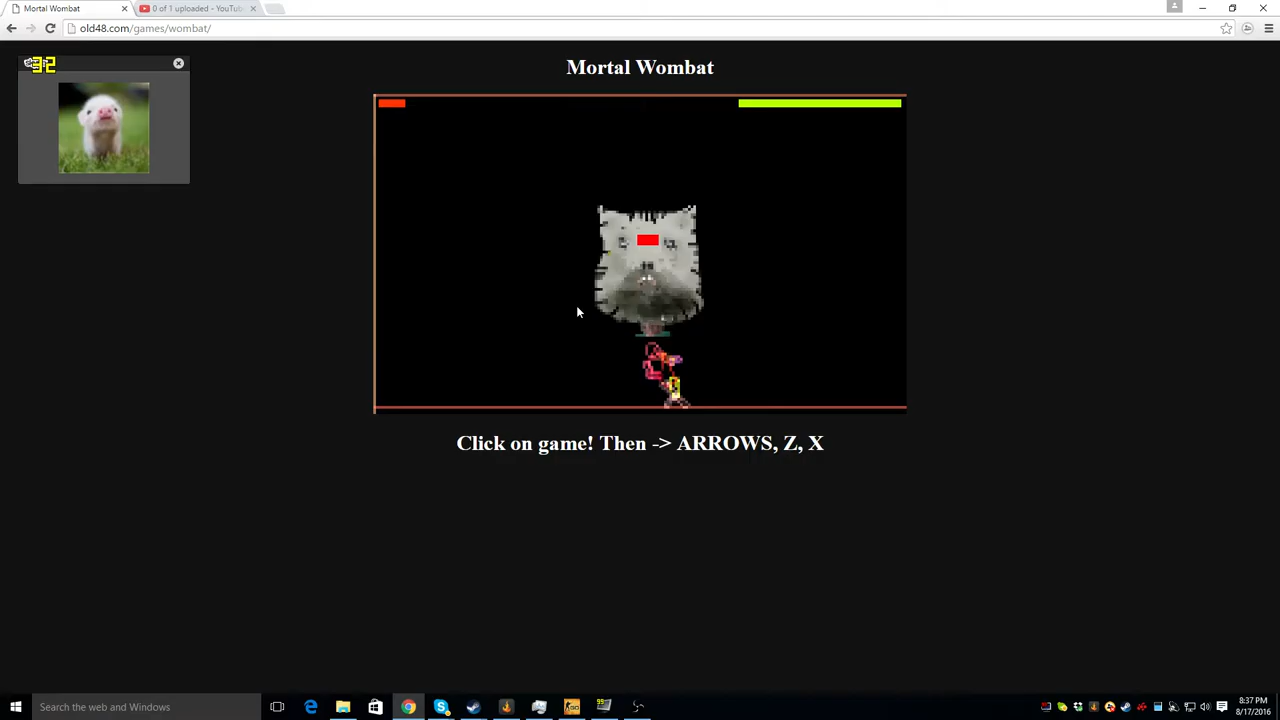 Mortal Wombat
0 of 1 uploaded - YouTub
old48.com/games/wombat/
32
Mortal Wombat
Click on game! Then -> ARROWS, Z, X
Search the web and Windows
8:37 PM
8/17/2016